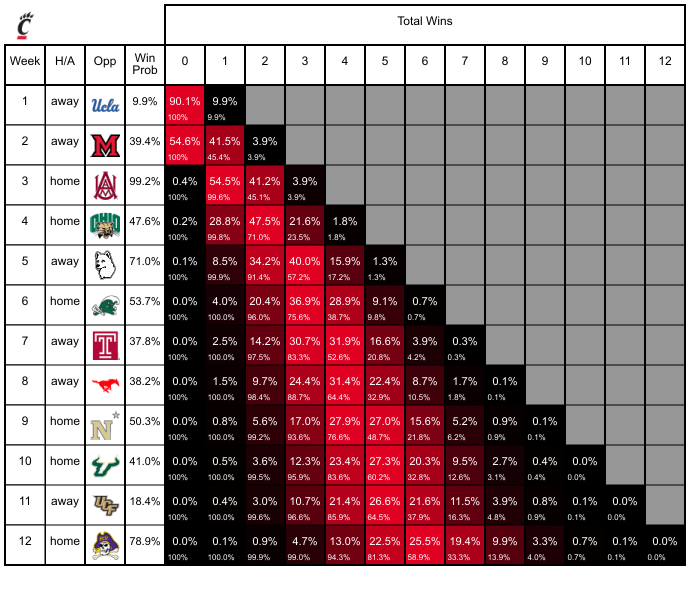 C
Total Wins
Week H/A Opp Win Prob 0 1 2 3 4 5 6 7 8 9 10 11 12
1 away Ucla 9.9% 90.1% 9.9%
100% 9.9%
2 away M 39.4% 54.6% 41.5% 3.9%
100% 45.4% 3.9%
3 home 99.2% 0.4% 54.5% 41.2% 3.9%
100% 99.6% 45.1% 3.9%
4 home OHIO 47.6% 0.2% 28.8% 47.5% 21.6% 1.8%
100% 99.8% 71.0% 23.5% 1.8%
5 away 71.0% 0.1% 8.5% 34.2% 40.0% 15.9% 1.3%
100% 99.9% 91.4% 57.2% 17.2% 1.3%
6 home 53.7% 0.0% 4.0% 20.4% 36.9% 28.9% 9.1% 0.7%
100% 100.0% 96.0% 75.6% 38.7% 9.8% 0.7%
7 away T 37.8% 0.0% 2.5% 14.2% 30.7% 31.9% 16.6% 3.9% 0.3%
100% 100.0% 97.5% 83.3% 52.6% 20.8% 4.2% 0.3%
8 away 38.2% 0.0% 1.5% 9.7% 24.4% 31.4% 22.4% 8.7% 1.7% 0.1%
100% 100.0% 98.4% 88.7% 64.4% 32.9% 10.5% 1.8% 0.1%
9 home N 50.3% 0.0% 0.8% 5.6% 17.0% 27.9% 27.0% 15.6% 5.2% 0.9% 0.1%
100% 100.0% 99.2% 93.6% 76.6% 48.7% 21.8% 6.2% 0.9% 0.1%
10 home 41.0% 0.0% 0.5% 3.6% 12.3% 23.4% 27.3% 20.3% 9.5% 2.7% 0.4% 0.0%
100% 100.0% 99.5% 95.9% 83.6% 60.2% 32.8% 12.6% 3.1% 0.4% 0.0%
11 away UCF 18.4% 0.0% 0.4% 3.0% 10.7% 21.4% 26.6% 21.6% 11.5% 3.9% 0.8% 0.1% 0.0%
100% 100.0% 99.6% 96.6% 85.9% 64.5% 37.9% 16.3% 4.8% 0.9% 0.1% 0.0%
12 home 78.9% 0.0% 0.1% 0.9% 4.7% 13.0% 22.5% 25.5% 19.4% 9.9% 3.3% 0.7% 0.1% 0.0%
100% 100.0% 99.9% 99.0% 94.3% 81.3% 58.9% 33.3% 13.9% 4.0% 0.7% 0.1% 0.0%